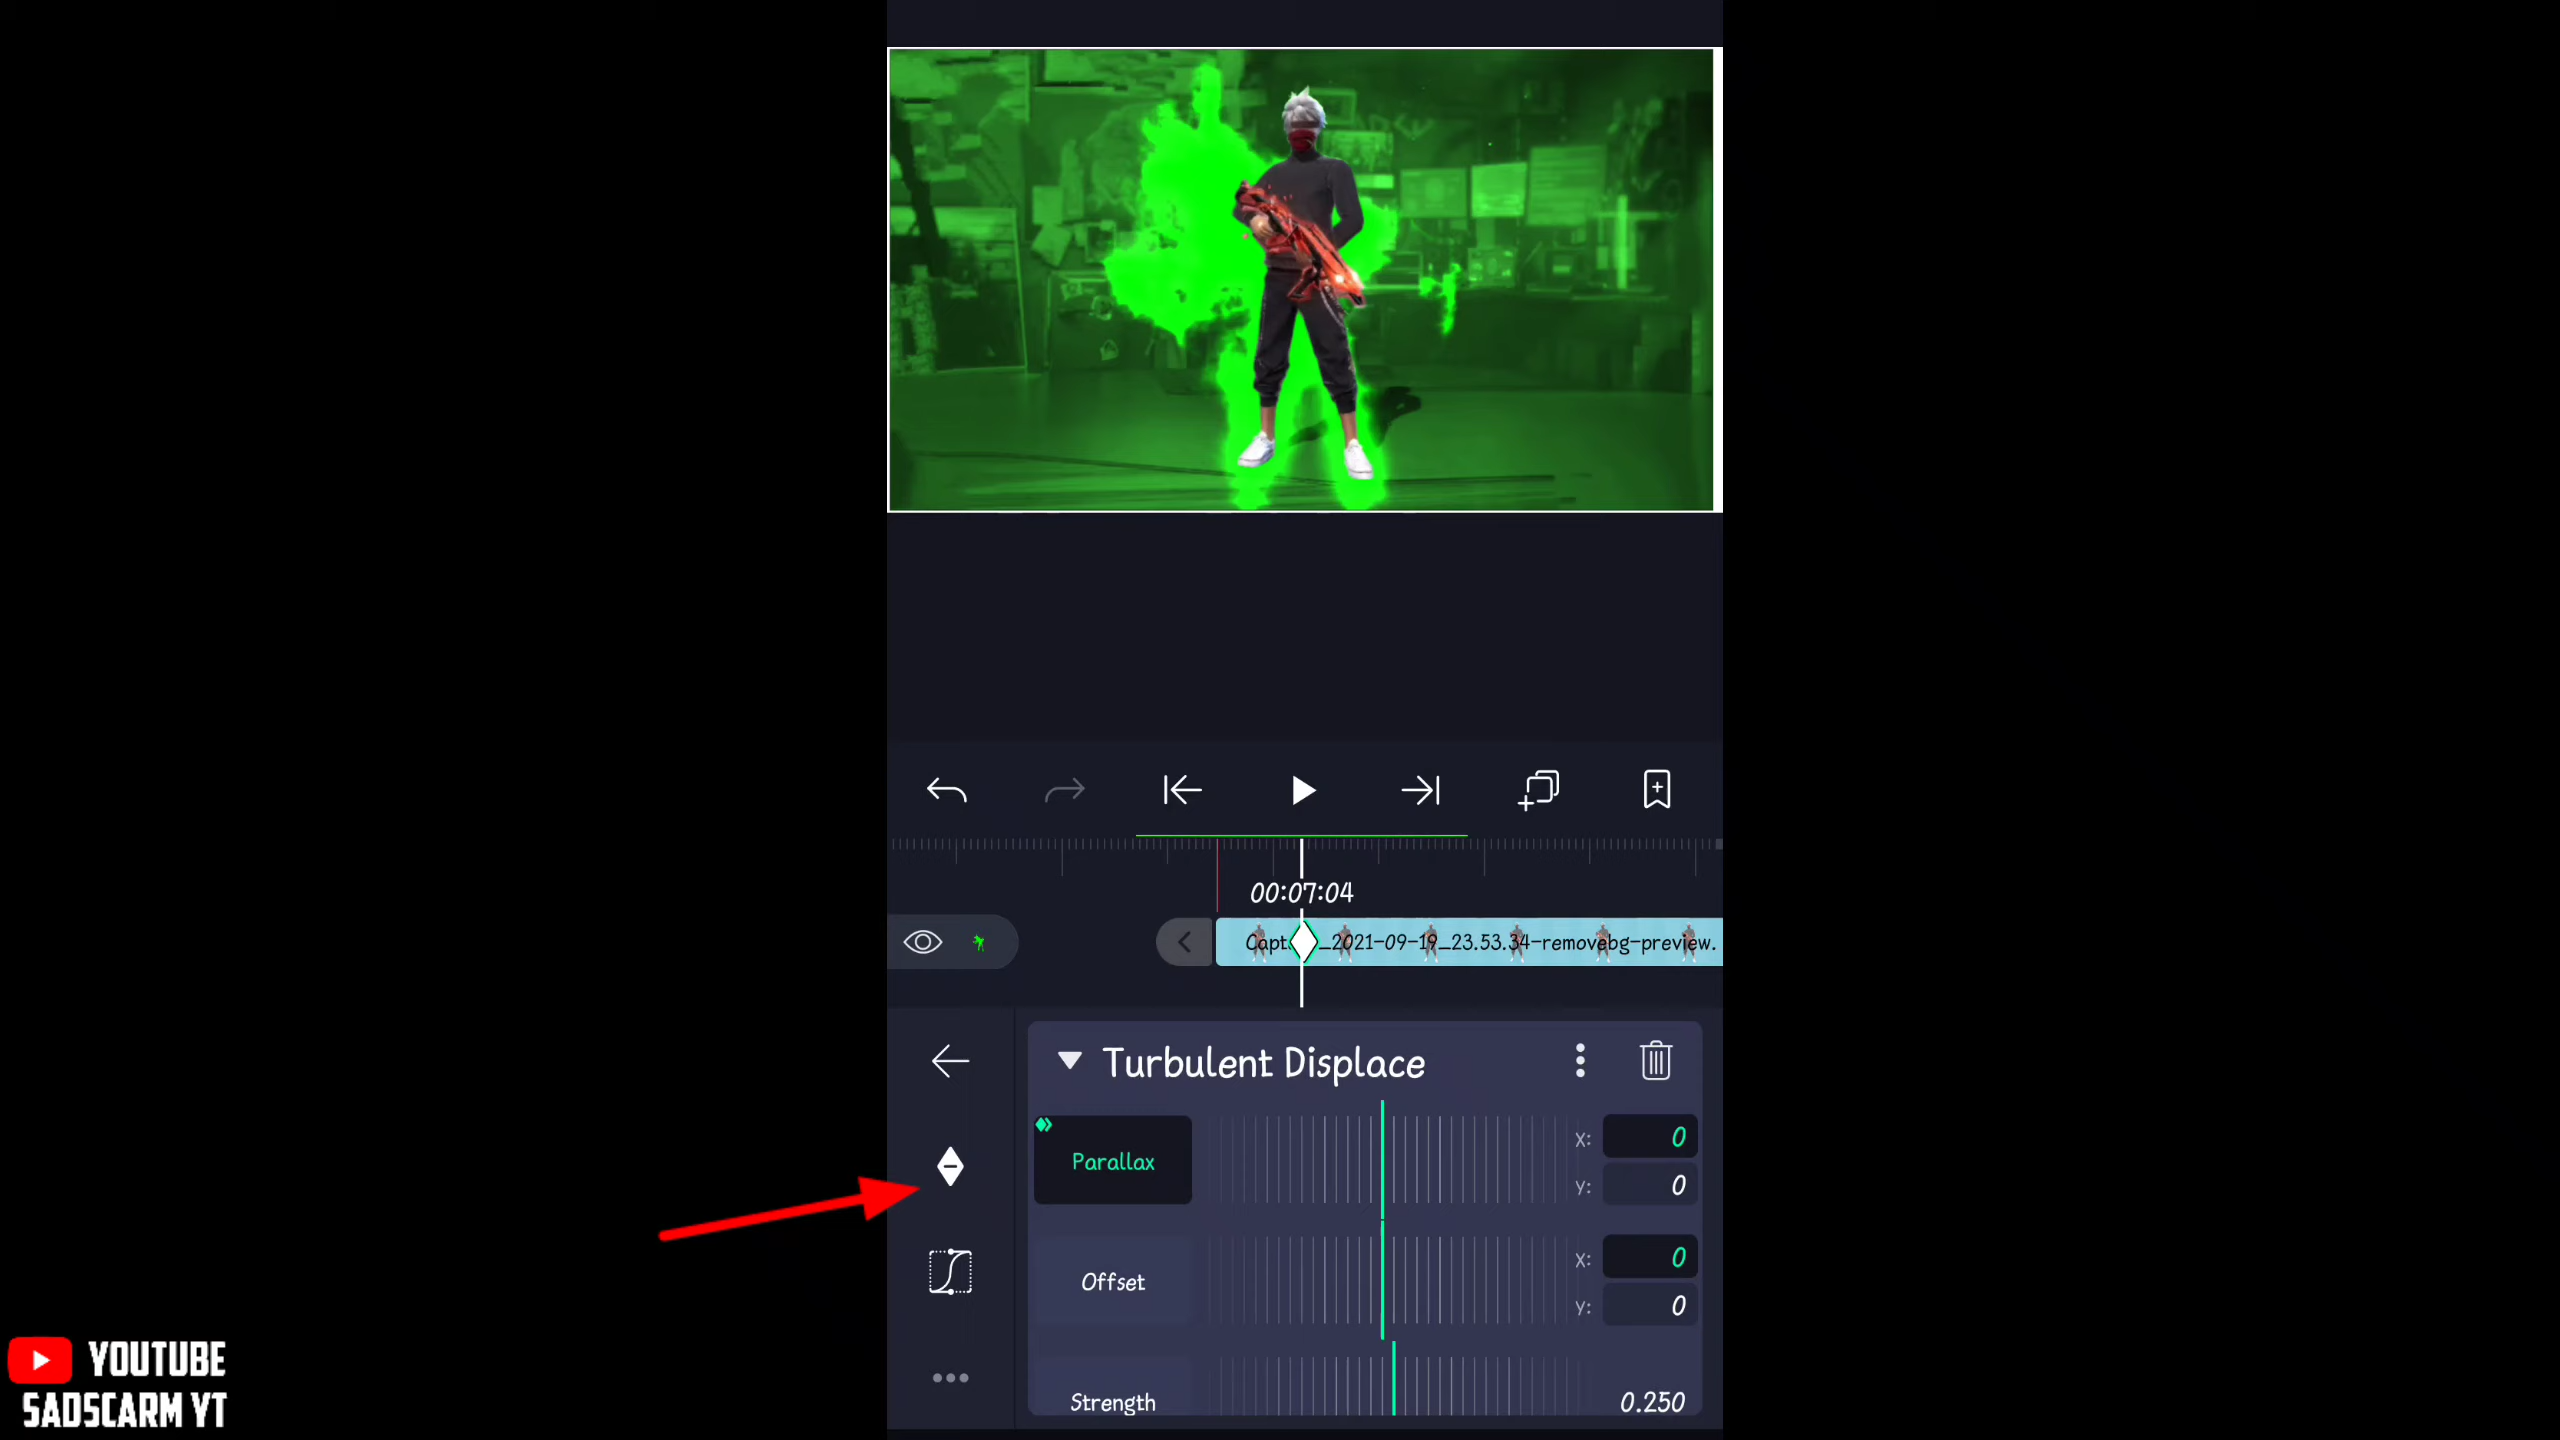 00:07:04
Capt
_2021-09-19_23.53.34-removebg-preview.
Turbulent Displace
Parallax
X: 0
y: 0
Offset
X: 0
y: 0
Strength
0.250
YOUTUBE
SADSCARM YT